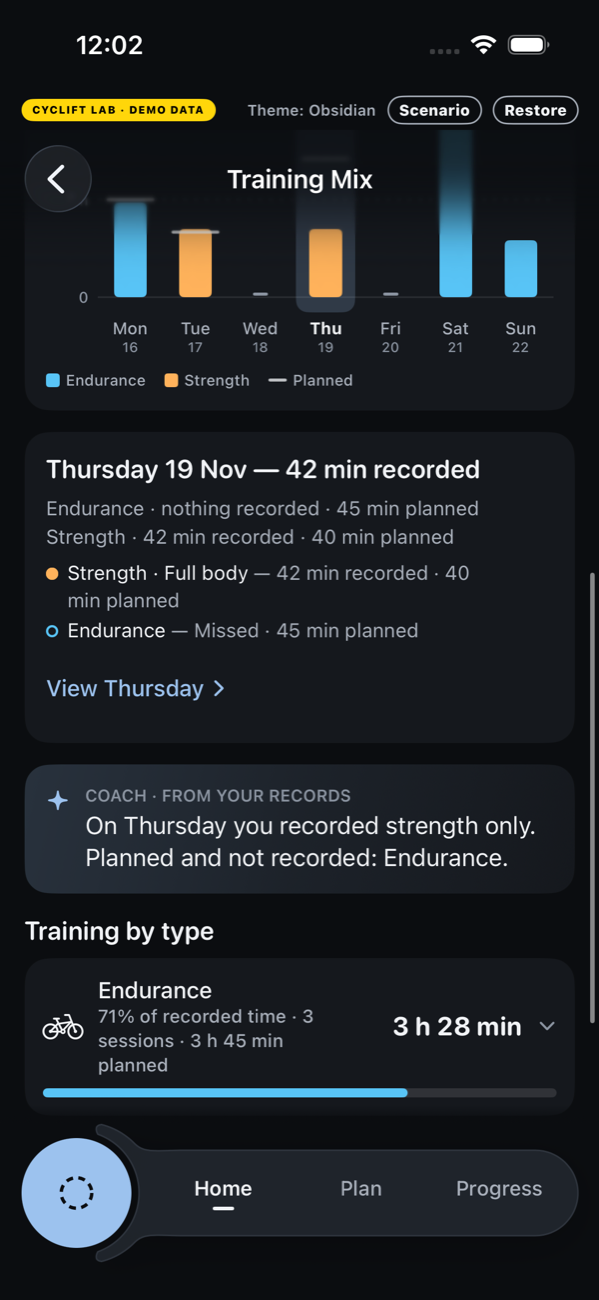 12:02
CYCLIFT LAB · DEMO DATA
Theme: Obsidian
Scenario
Restore
Training Mix
0
Mon Tue Wed Thu Fri Sat Sun
16 17 18 19 20 21 22
Endurance Strength Planned
Thursday 19 Nov — 42 min recorded
Endurance · nothing recorded · 45 min planned
Strength · 42 min recorded · 40 min planned
Strength · Full body — 42 min recorded · 40
min planned
Endurance — Missed · 45 min planned
View Thursday
COACH · FROM YOUR RECORDS
On Thursday you recorded strength only.
Planned and not recorded: Endurance.
Training by type
Endurance
71% of recorded time · 3
sessions · 3 h 45 min
planned
3 h 28 min
Home Plan Progress